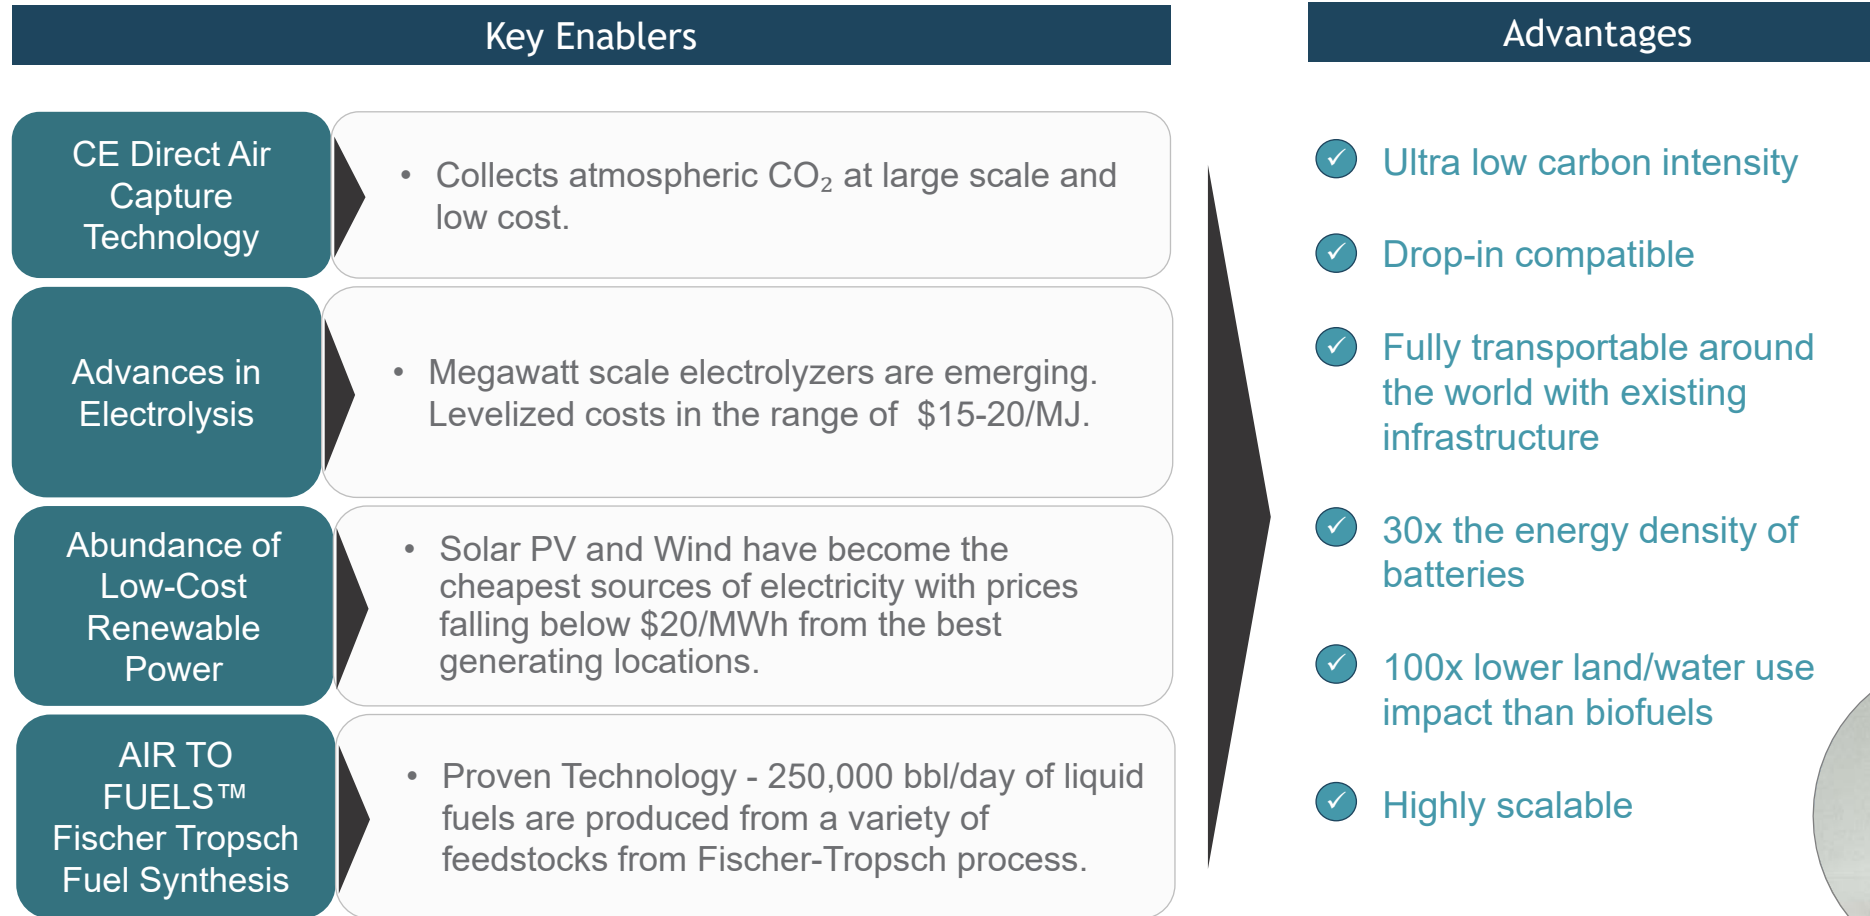 Key Enablers
CE Direct Air
Capture
Technology
• Collects atmospheric CO₂ at large scale and
low cost.
Advances in
Electrolysis
• Megawatt scale electrolyzers are emerging.
Levelized costs in the range of  $15-20/MJ.
Abundance of
Low-Cost
Renewable
Power
• Solar PV and Wind have become the
cheapest sources of electricity with prices
falling below $20/MWh from the best
generating locations.
AIR TO
FUELS™
Fischer Tropsch
Fuel Synthesis
• Proven Technology - 250,000 bbl/day of liquid
fuels are produced from a variety of
feedstocks from Fischer-Tropsch process.
Advantages
Ultra low carbon intensity
Drop-in compatible
Fully transportable around
the world with existing
infrastructure
30x the energy density of
batteries
100x lower land/water use
impact than biofuels
Highly scalable